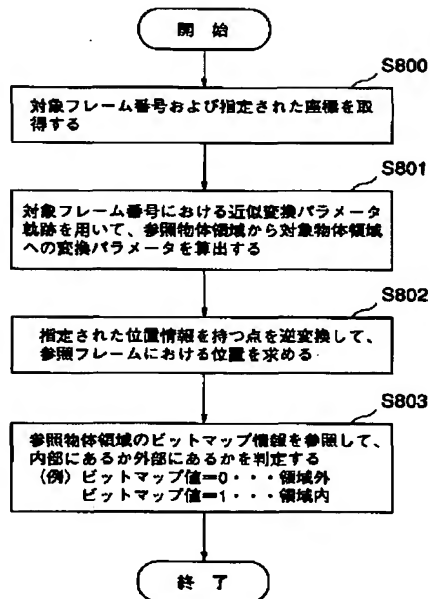 開 始
S800
対象フレーム番号および指定された座標を取
得する
S801
対象フレーム番号における近似変換パラメータ
軌跡を用いて、参照物体領域から対象物体領域
への変換パラメータを算出する
S802
指定された位置情報を持つ点を逆変換して、
参照フレームにおける位置を求める
S803
参照物体領域のビットマップ情報を参照して、
内部にあるか外部にあるかを判定する
(例) ビットマップ値=0・・・領域外
ビットマップ値=1・・・領域内
終 了